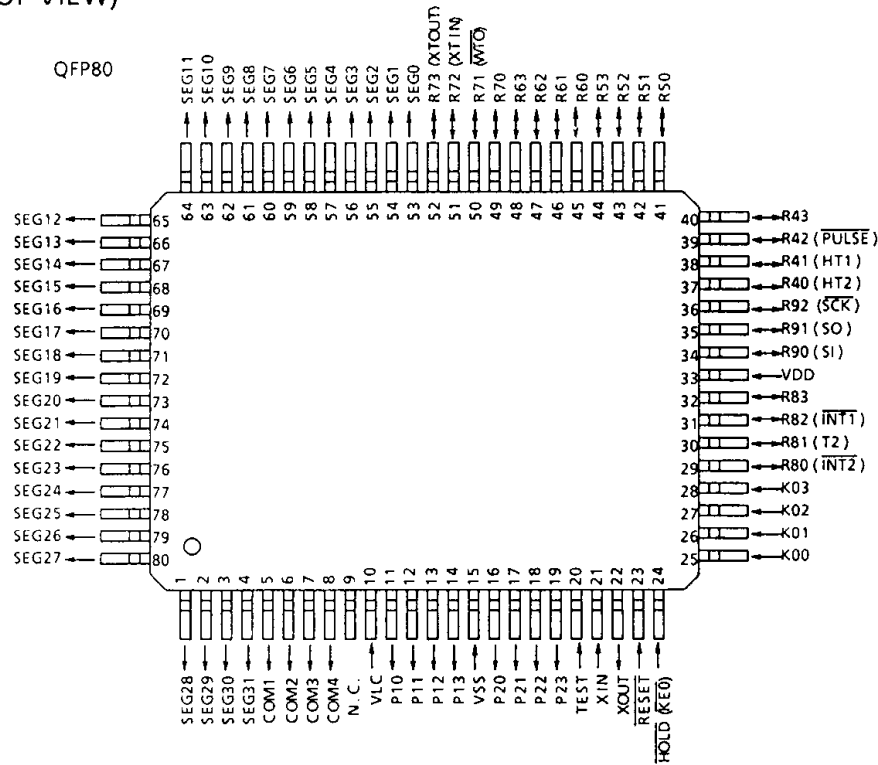 OP VIEW)
QFP80
SEG11 SEG10 SEG9 SEG8 SEG7 SEG6 SEG5 SEG4 SEG3 SEG2 SEG1 SEG0 R73 (XTOUT) R72 (XTIN) R71 (WTO) R70 R63 R62 R61 R60 R53 R52 R51 R50
64 63 62 61 60 59 58 57 56 55 54 53 52 51 50 49 48 47 46 45 44 43 42 41
SEG12 65
SEG13 66
SEG14 67
SEG15 68
SEG16 69
SEG17 70
SEG18 71
SEG19 72
SEG20 73
SEG21 74
SEG22 75
SEG23 76
SEG24 77
SEG25 78
SEG26 79
SEG27 80
40 R43
39 R42 (PULSE)
38 R41 (HT1)
37 R40 (HT2)
36 R92 (SCK)
35 R91 (SO)
34 R90 (SI)
33 VDD
32 R83
31 R82 (INT1)
30 R81 (T2)
29 R80 (INT2)
28 K03
27 K02
26 K01
25 K00
1 2 3 4 5 6 7 8 9 10 11 12 13 14 15 16 17 18 19 20 21 22 23 24
SEG28 SEG29 SEG30 SEG31 COM1 COM2 COM3 COM4 N.C. VLC P10 P11 P12 P13 VSS P20 P21 P22 P23 TEST XIN XOUT RESET HOLD (KE0)